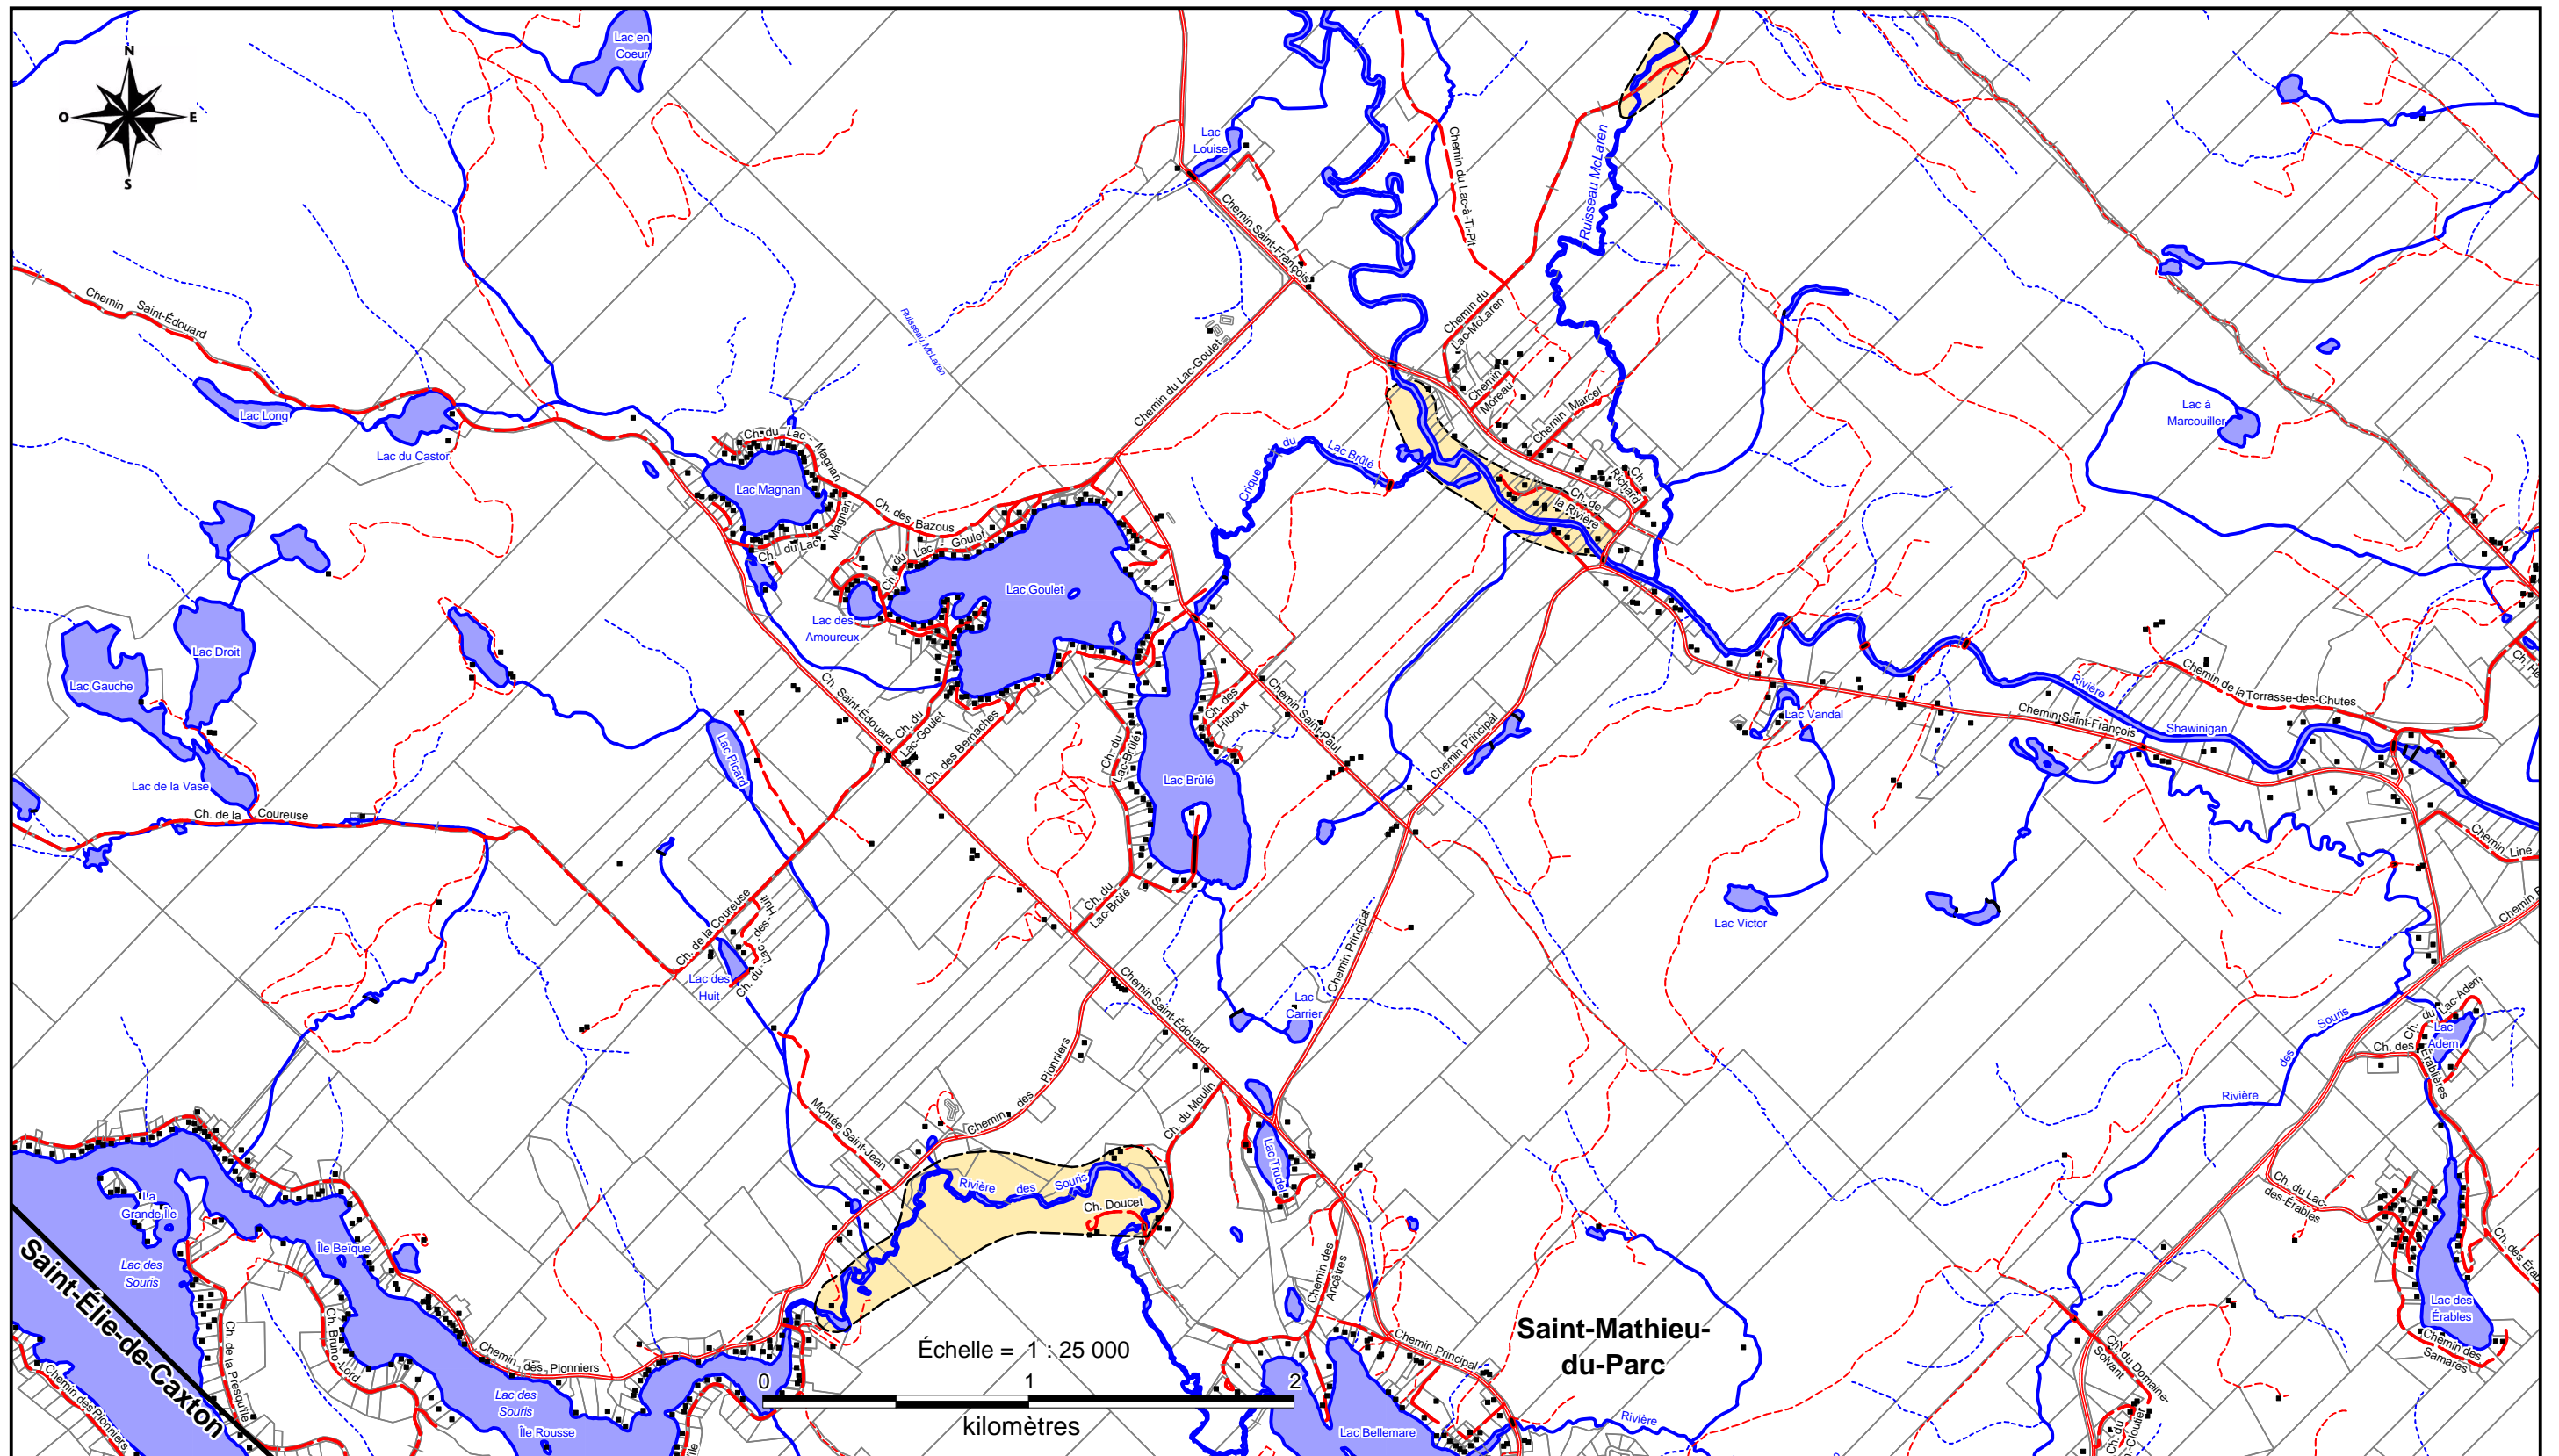 N
O
E
S
Lac en
Coeur
Lac
Louise
Chemin Saint-François
Chemin du Lac-à-Ti-Pit
Ruisseau McLaren
Chemin Saint-Édouard
Ruisseau McLaren
Chemin du Lac-Goulet
Chemin du
Lac-McLaren
Chemin
Moreau
Chemin Marcel
Ch.
Richard
Ch. de
la Rivière
Lac Long
Lac du Castor
Ch. du Lac - Magnan
Lac Magnan
Ch. du Lac - Magnan
Crique du Lac Brûlé
Lac à
Marcouiller
Ch. des Bazous
Ch. du Lac - Goulet
Lac Goulet
Lac des
Amoureux
Lac Droit
Lac Gauche
Lac de la Vase
Ch. Saint-Édouard
Ch. du
Lac-Goulet
Ch. des Bernaches
Lac Picard
Ch. du
Lac-Brûlé
Lac Brûlé
Ch. des
Hiboux
Chemin Saint-Paul
Chemin Principal
Lac Vandal
Rivière Shawinigan
Chemin de la Terrasse-des-Chutes
Chemin Saint-François
Ch. He
Chemin Line
Ch. de la Coureuse
Lac Victor
Ch. du
Lac-Brûlé
Ch. de la Coureuse
Ch. du Lac des Huit
Lac des
Huit
Chemin Principal
Chemin Saint-Édouard
Lac
Carrier
Ch. du Lac-Adem
Lac
Adem
Ch. des Érablières
Rivière des Souris
Chemin des Pionniers
Montée Saint-Jean
Ch. du Moulin
Lac Trudel
Rivière des Souris
Ch. Doucet
Ch. du Lac
des-Érables
Ch. des Érab
La
Grande Île
Lac des
Souris
Île Beïque
Saint-Élie-de-Caxton
Ch. de la Presqu'île
Ch. Bruno-Lord
Chemin des Pionniers
Chemin des Pionniers
Lac des
Souris
Île Rousse
Chemin des
Ancêtres
Échelle = 1 : 25 000
0
1
2
kilomètres
Chemin Principal
Lac Bellemare
Saint-Mathieu-
du-Parc
Rivière
Ch. du Domaine-
Solvant
Ch. du
-Cloutier
Lac des
Érables
Chemin des
Samares